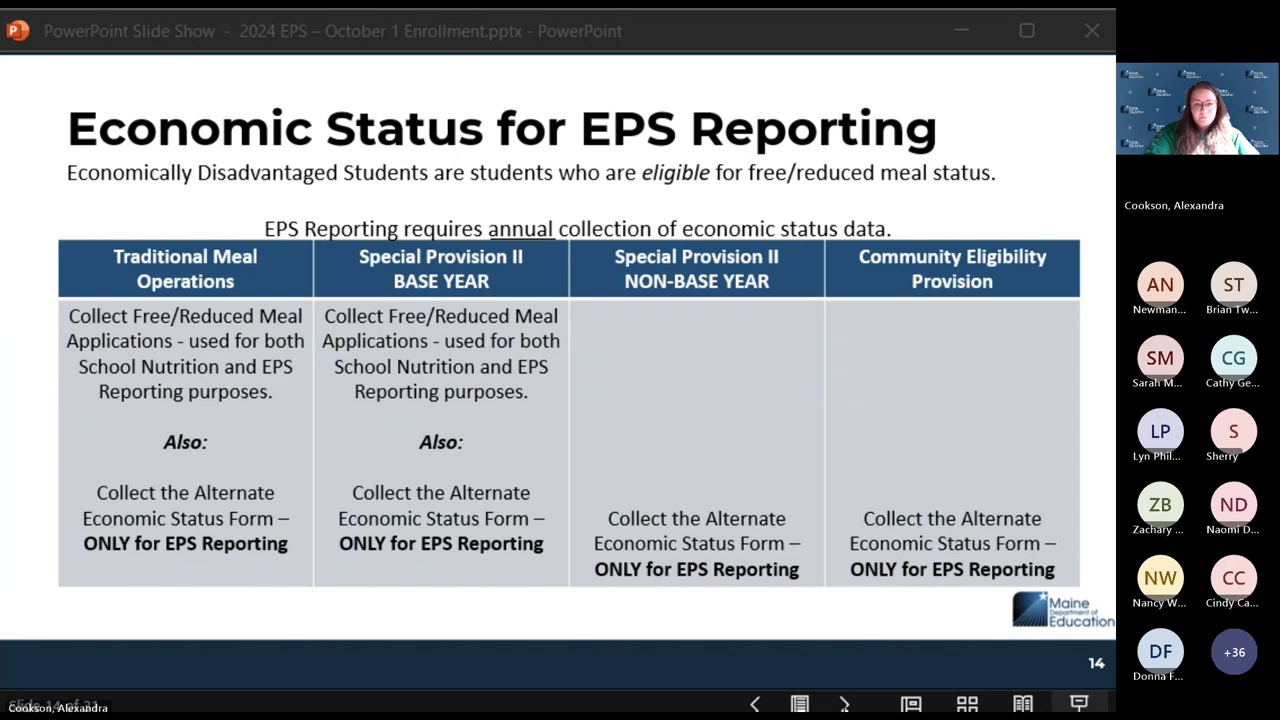 PowerPoint Slide Show - 2024 EPS – October 1 Enrollment.pptx - PowerPoint
Economic Status for EPS Reporting
Economically Disadvantaged Students are students who are eligible for free/reduced meal status.
EPS Reporting requires annual collection of economic status data.
Traditional Meal
Operations
Special Provision II
BASE YEAR
Special Provision II
NON-BASE YEAR
Community Eligibility
Provision
Collect Free/Reduced Meal
Applications - used for both
School Nutrition and EPS
Reporting purposes.
Also:
Collect the Alternate
Economic Status Form –
ONLY for EPS Reporting
Collect Free/Reduced Meal
Applications - used for both
School Nutrition and EPS
Reporting purposes.
Also:
Collect the Alternate
Economic Status Form –
ONLY for EPS Reporting
Collect the Alternate
Economic Status Form –
ONLY for EPS Reporting
Collect the Alternate
Economic Status Form –
ONLY for EPS Reporting
Maine
Department of
Education
14
Cookson, Alexandra
Cookson, Alexandra
AN
Newman...
ST
Brian Tw...
SM
Sarah M...
CG
Cathy Ge...
LP
Lyn Phil...
S
Sherry
ZB
Zachary ...
ND
Naomi D...
NW
Nancy W...
CC
Cindy Ca...
DF
Donna F...
+36